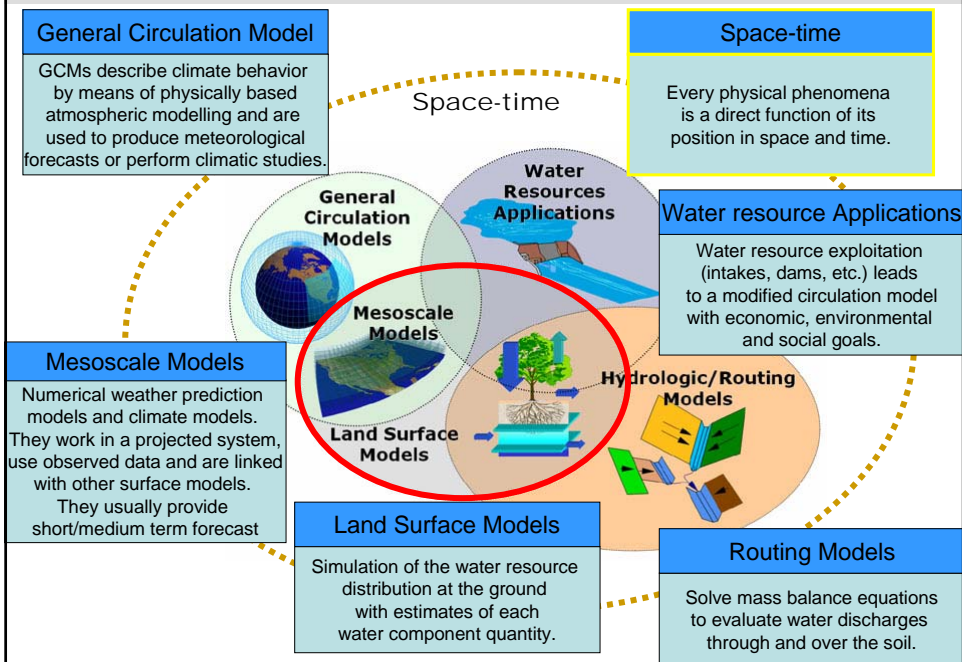 General Circulation Model
GCMs describe climate behavior
by means of physically based
atmospheric modelling and are
used to produce meteorological
forecasts or perform climatic studies.
Space-time
Every physical phenomena
is a direct function of its
position in space and time.
Space-time
General
Circulation
Models
Water
Resources
Applications
Mesoscale
Models
Land Surface
Models
Hydrologic/Routing
Models
Water resource Applications
Water resource exploitation
(intakes, dams, etc.) leads
to a modified circulation model
with economic, environmental
and social goals.
Mesoscale Models
Numerical weather prediction
models and climate models.
They work in a projected system,
use observed data and are linked
with other surface models.
They usually provide
short/medium term forecast
Land Surface Models
Simulation of the water resource
distribution at the ground
with estimates of each
water component quantity.
Routing Models
Solve mass balance equations
to evaluate water discharges
through and over the soil.